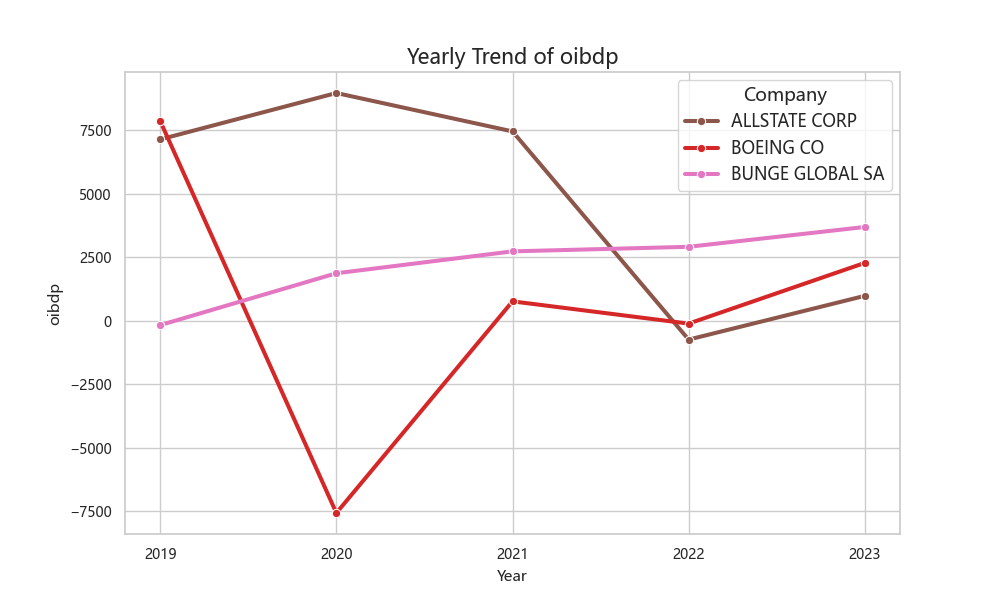 Yearly Trend of oibdp
Company
ALLSTATE CORP
BOEING CO
BUNGE GLOBAL SA
oibdp
7500
5000
2500
0
−2500
−5000
−7500
2019 2020 2021 2022 2023
Year